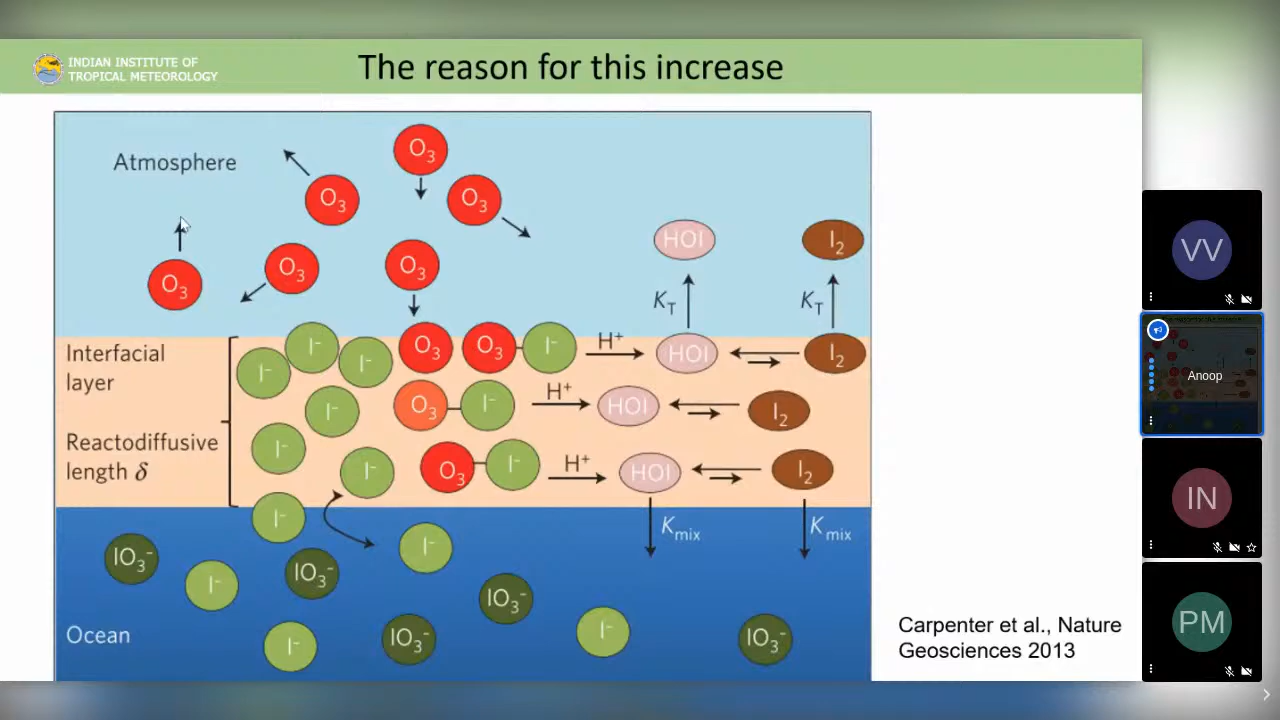 INDIAN INSTITUTE OF
TROPICAL METEOROLOGY
The reason for this increase
Atmosphere
O₃
O₃
O₃
O₃
O₃
O₃
HOI
I₂
K_T
K_T
Interfacial
layer
I⁻
I⁻
I⁻
O₃
O₃
I⁻
H⁺
HOI
I₂
I⁻
O₃
I⁻
H⁺
HOI
I₂
Reactodiffusive
length δ
I⁻
I⁻
O₃
I⁻
H⁺
HOI
I₂
I⁻
I⁻
K_mix
K_mix
IO₃⁻
I⁻
IO₃⁻
IO₃⁻
Ocean
I⁻
IO₃⁻
I⁻
IO₃⁻
Carpenter et al., Nature
Geosciences 2013
VV
Anoop
IN
PM